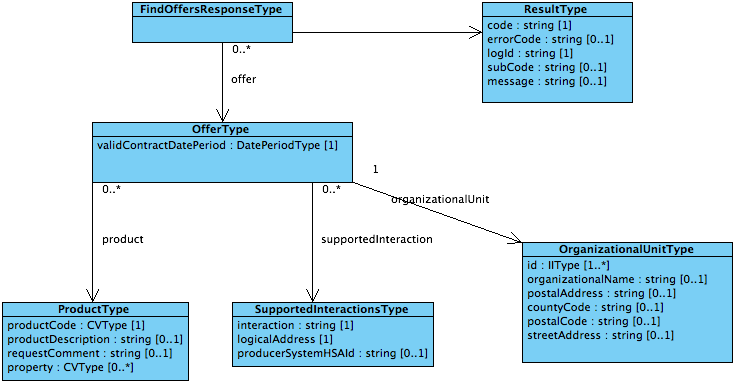 FindOffersResponseType
ResultType
code : string [1]
errorCode : string [0..1]
logId : string [1]
subCode : string [0..1]
message : string [0..1]
0..*
offer
OfferType
validContractDatePeriod : DatePeriodType [1]
0..*
0..*
1
organizationalUnit
product
supportedInteraction
OrganizationalUnitType
id : IIType [1..*]
organizationalName : string [0..1]
postalAddress : string [0..1]
countyCode : string [0..1]
postalCode : string [0..1]
streetAddress : string [0..1]
ProductType
productCode : CVType [1]
productDescription : string [0..1]
requestComment : string [0..1]
property : CVType [0..*]
SupportedInteractionsType
interaction : string [1]
logicalAddress [1]
producerSystemHSAId : string [0..1]